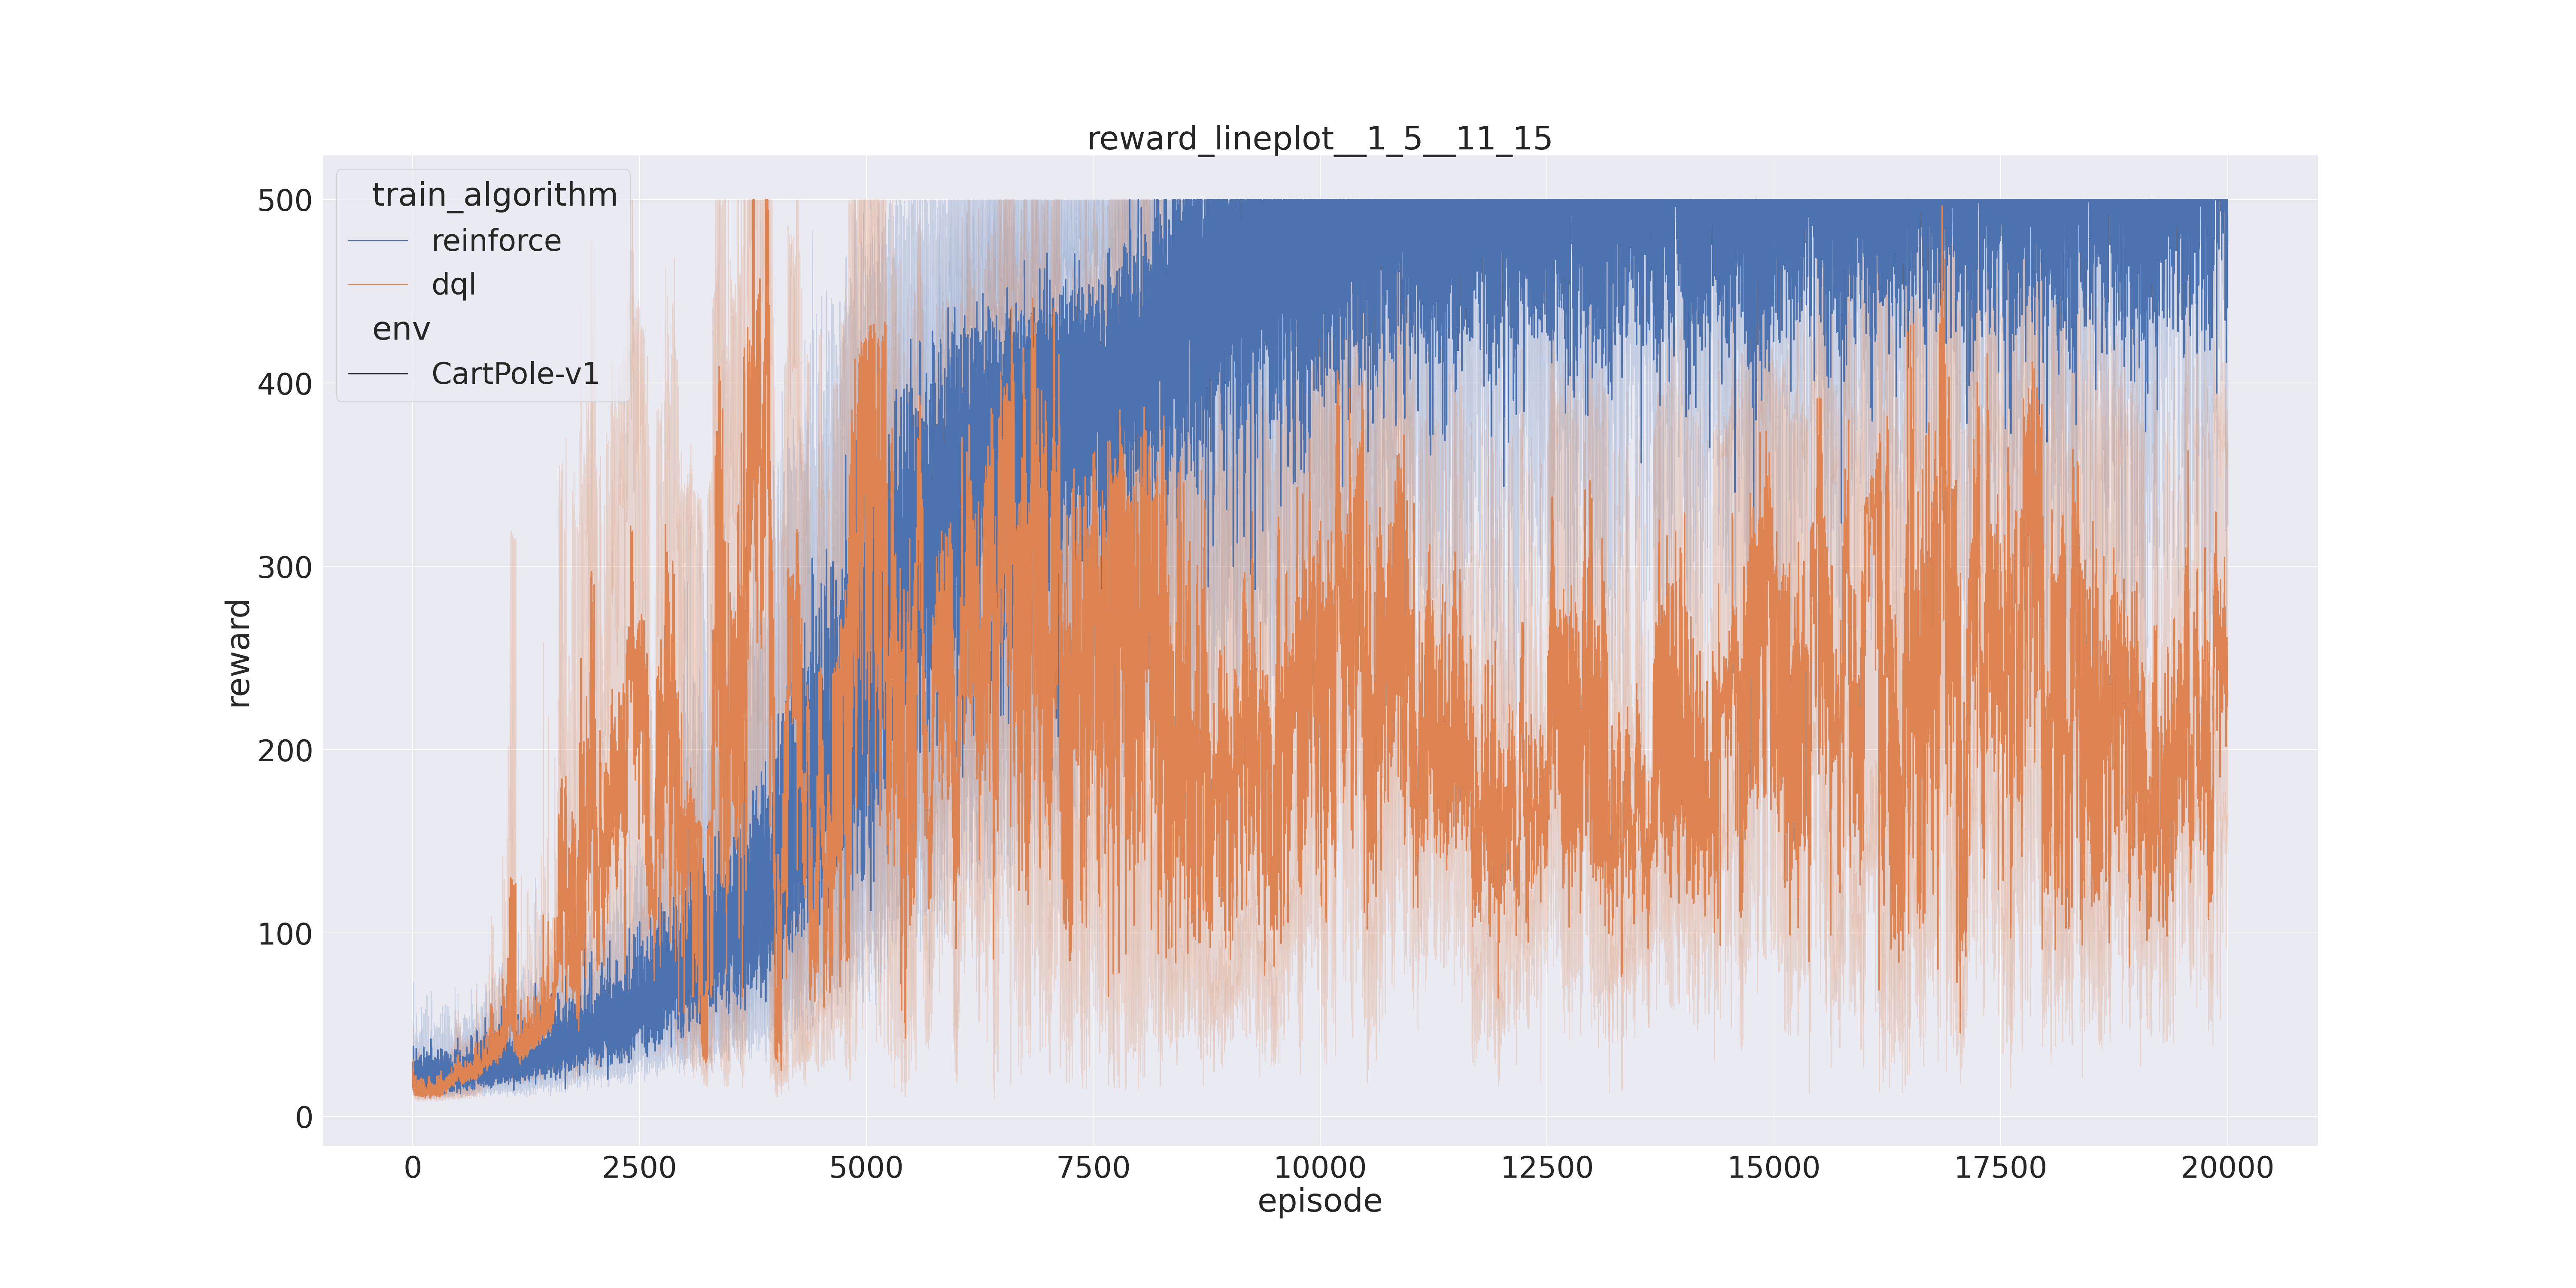 reward_lineplot__1_5__11_15
train_algorithm
reinforce
dql
env
CartPole-v1
500
400
300
200
100
0
reward
0 2500 5000 7500 10000 12500 15000 17500 20000
episode